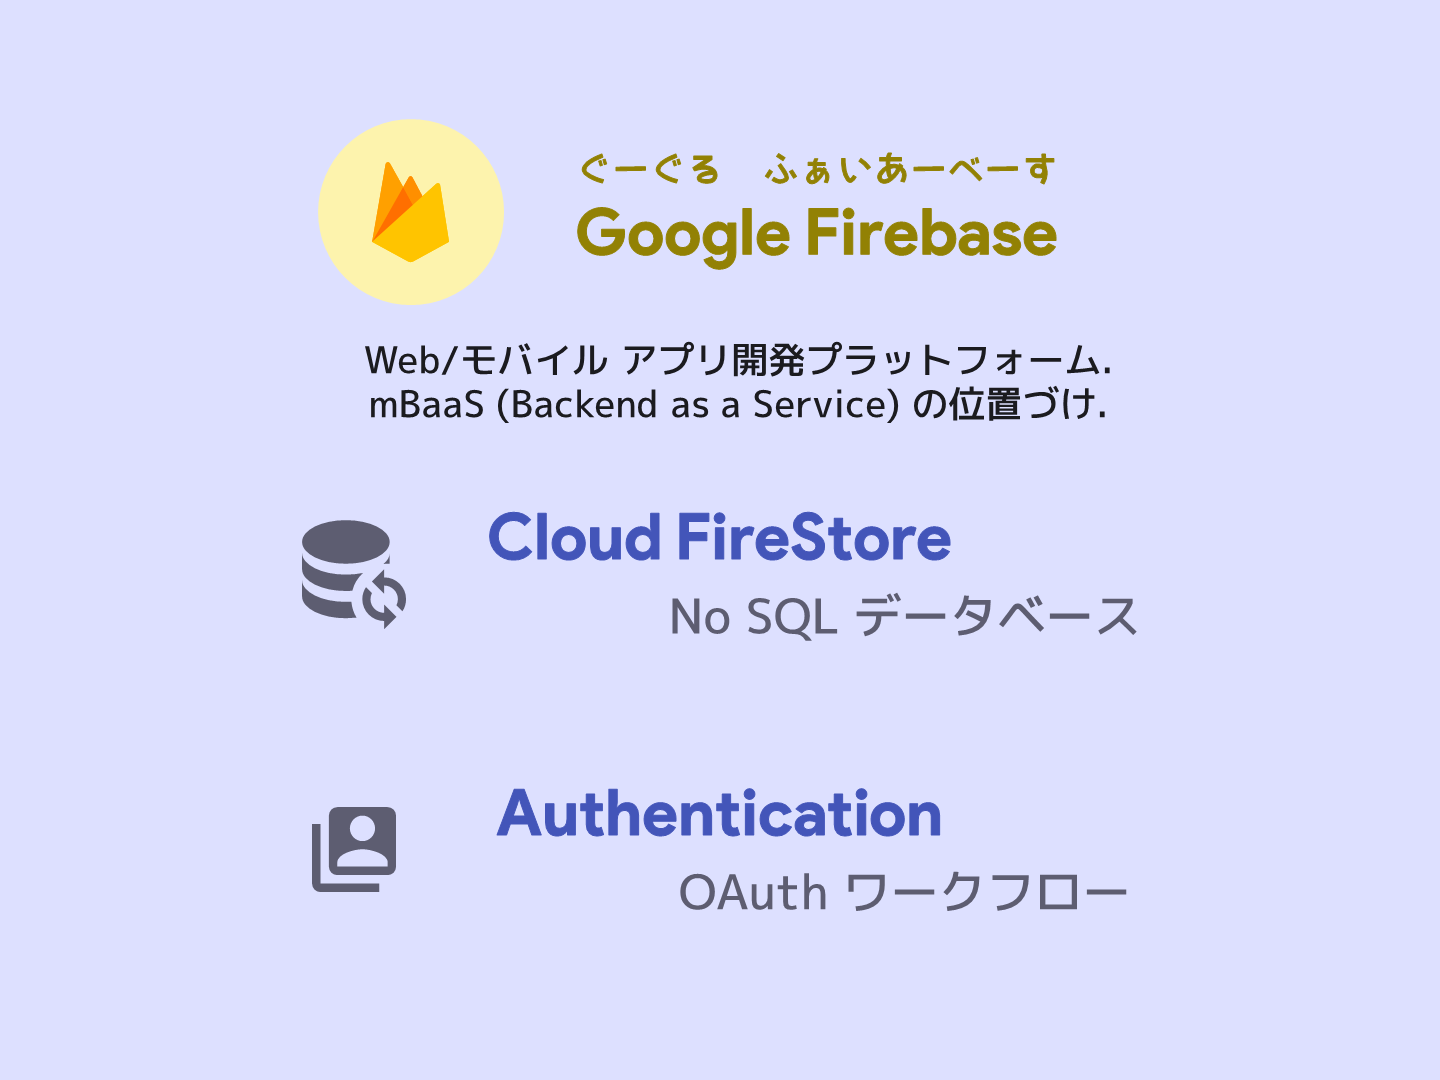 ぐーぐる　ふぁいあーべーす
Google Firebase
Web/モバイル アプリ開発プラットフォーム.
mBaaS (Backend as a Service) の位置づけ.
Cloud FireStore
No SQL データベース
Authentication
OAuth ワークフロー